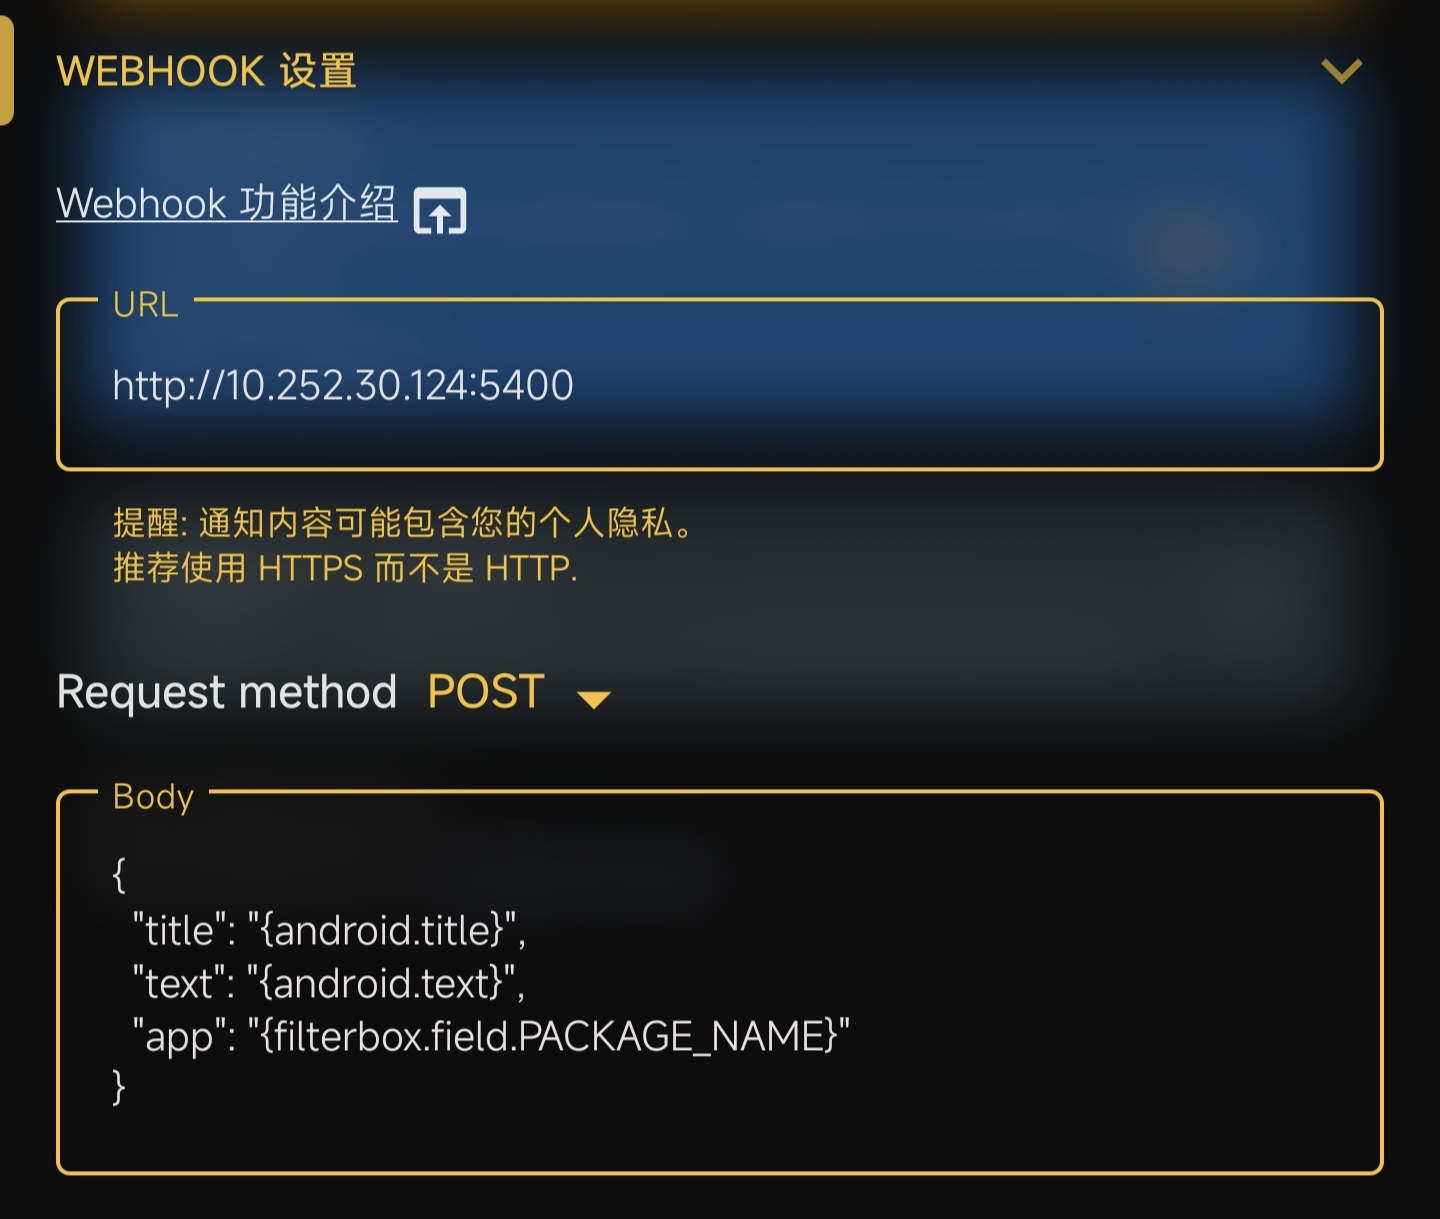 WEBHOOK 设置
Webhook 功能介绍
URL
http://10.252.30.124:5400
提醒: 通知内容可能包含您的个人隐私。
推荐使用 HTTPS 而不是 HTTP.
Request method POST
Body
{
"title": "{android.title}",
"text": "{android.text}",
"app": "{filterbox.field.PACKAGE_NAME}"
}